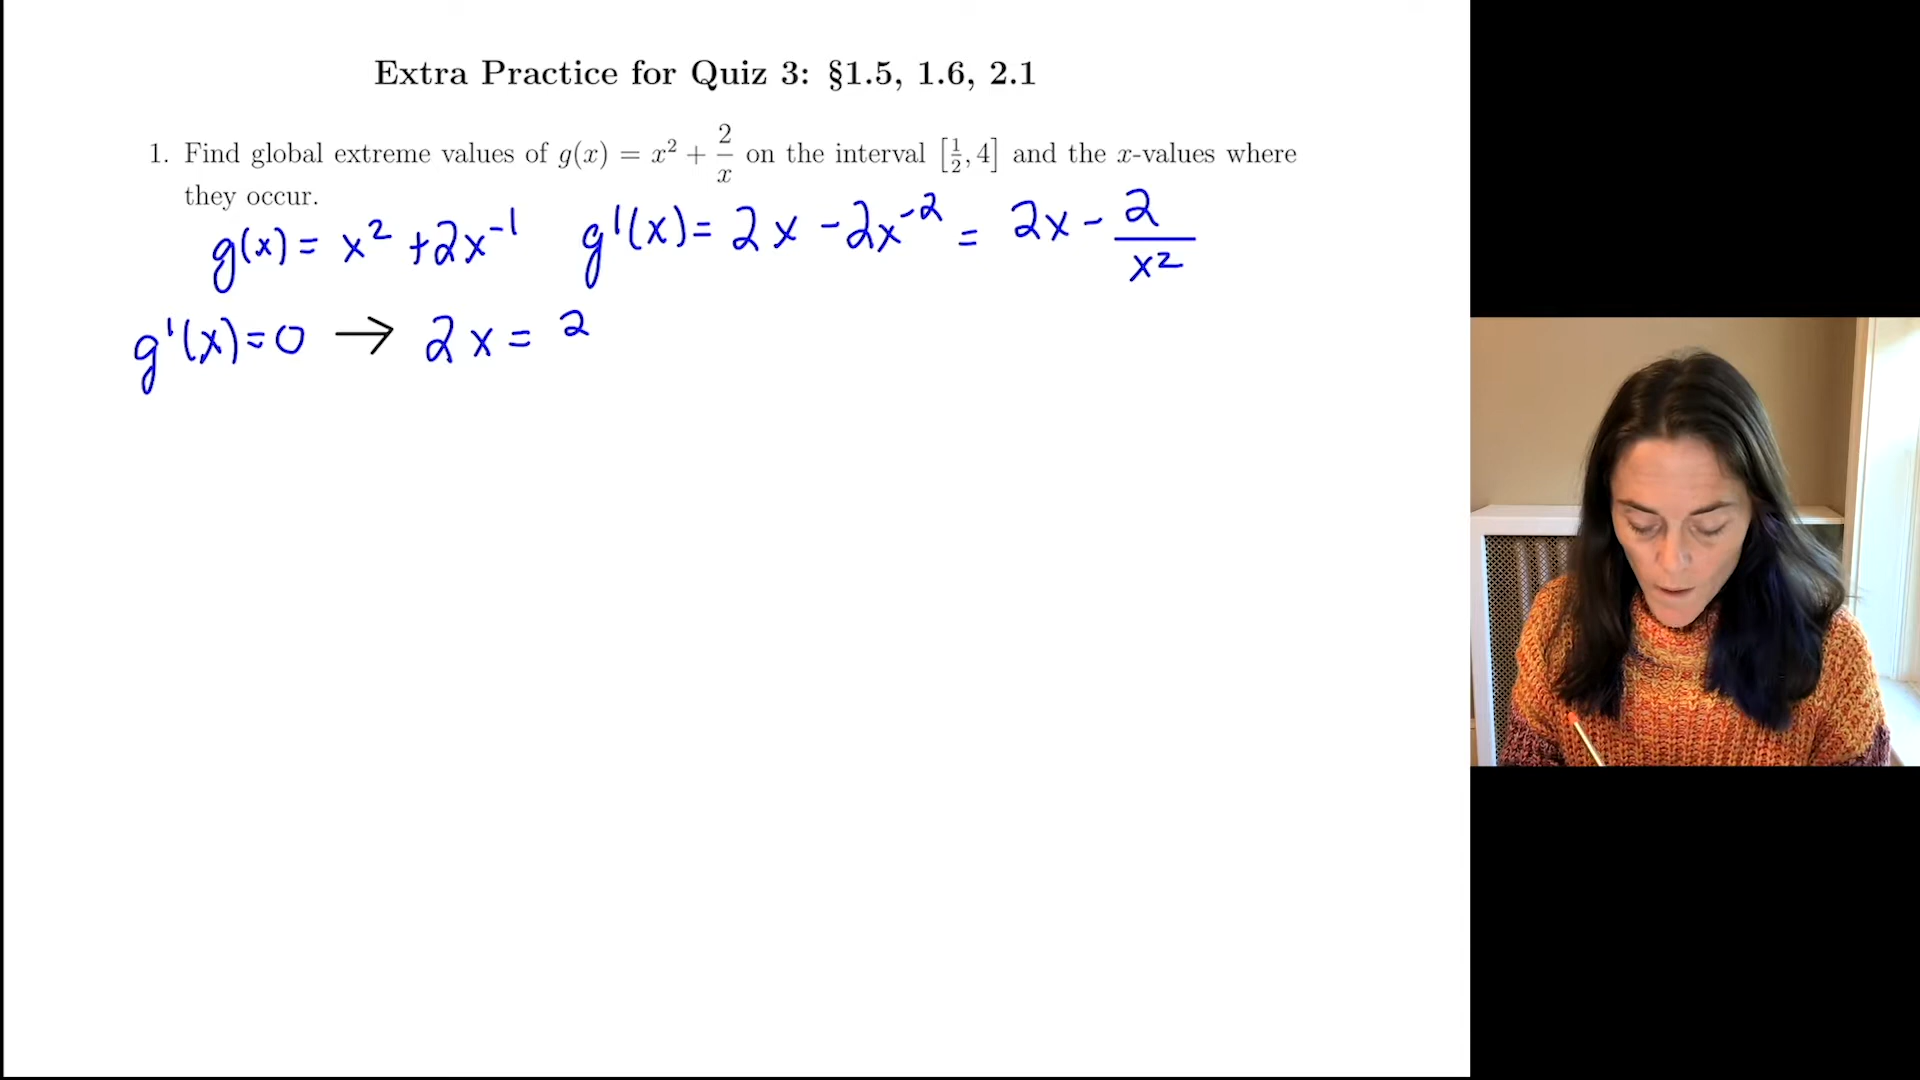 Extra Practice for Quiz 3: §1.5, 1.6, 2.1
1. Find global extreme values of g(x) = x² + 2/x on the interval [1/2, 4] and the x-values where
they occur.
g(x) = x² + 2x⁻¹ g'(x) = 2x - 2x⁻² = 2x - 2/x²
g'(x) = 0 → 2x = 2